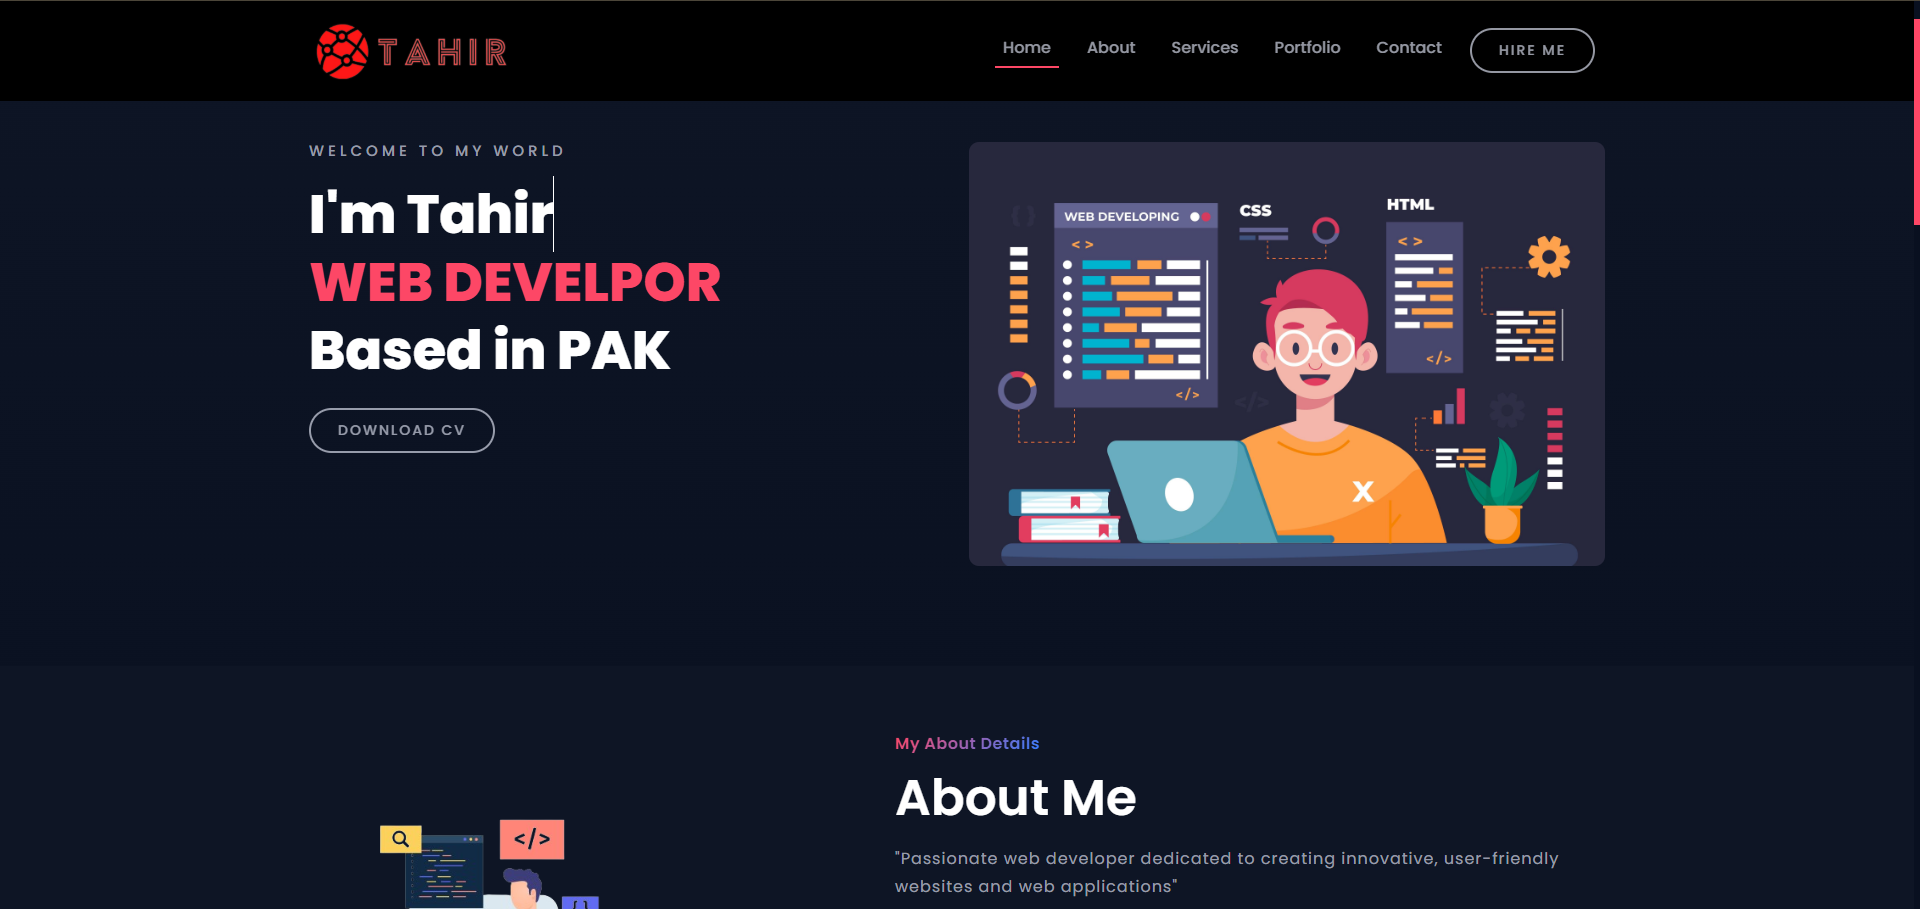 TAHIR
Home About Services Portfolio Contact HIRE ME
WELCOME TO MY WORLD
I'm Tahir
WEB DEVELPOR
Based in PAK
DOWNLOAD CV
WEB DEVELOPING
< >
</>
CSS
HTML
< >
</>
</>
X
My About Details
About Me
"Passionate web developer dedicated to creating innovative, user-friendly
websites and web applications"
</>